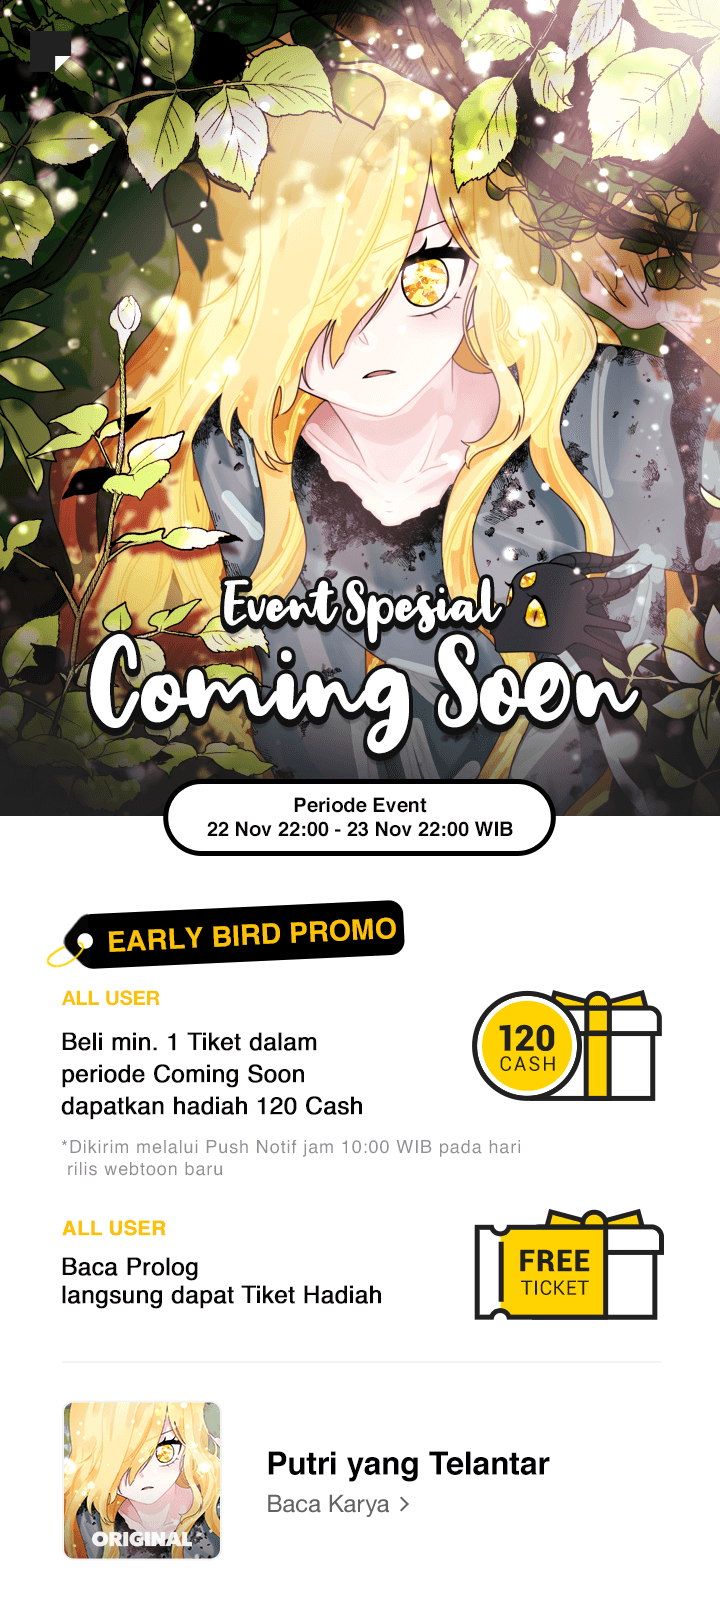 Event Spesial
Coming Soon
Periode Event
22 Nov 22:00 - 23 Nov 22:00 WIB
EARLY BIRD PROMO
ALL USER
Beli min. 1 Tiket dalam
periode Coming Soon
dapatkan hadiah 120 Cash
120
CASH
*Dikirim melalui Push Notif jam 10:00 WIB pada hari
rilis webtoon baru
ALL USER
Baca Prolog
langsung dapat Tiket Hadiah
FREE
TICKET
ORIGINAL
Putri yang Telantar
Baca Karya >